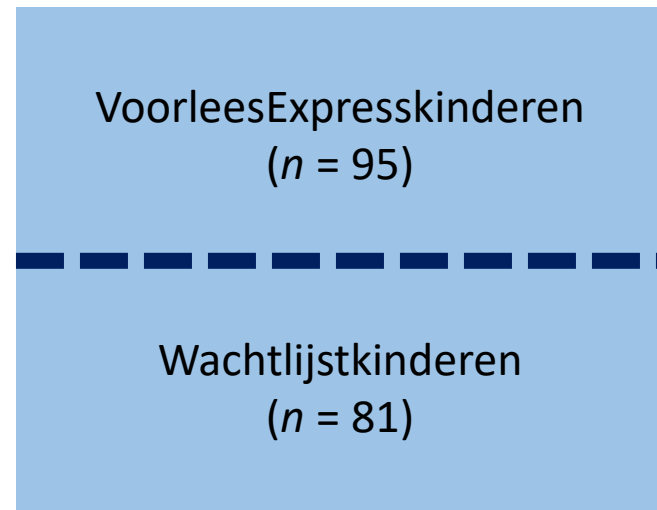 VoorleesExpresskinderen
(n = 95)
Wachtlijstkinderen
(n = 81)